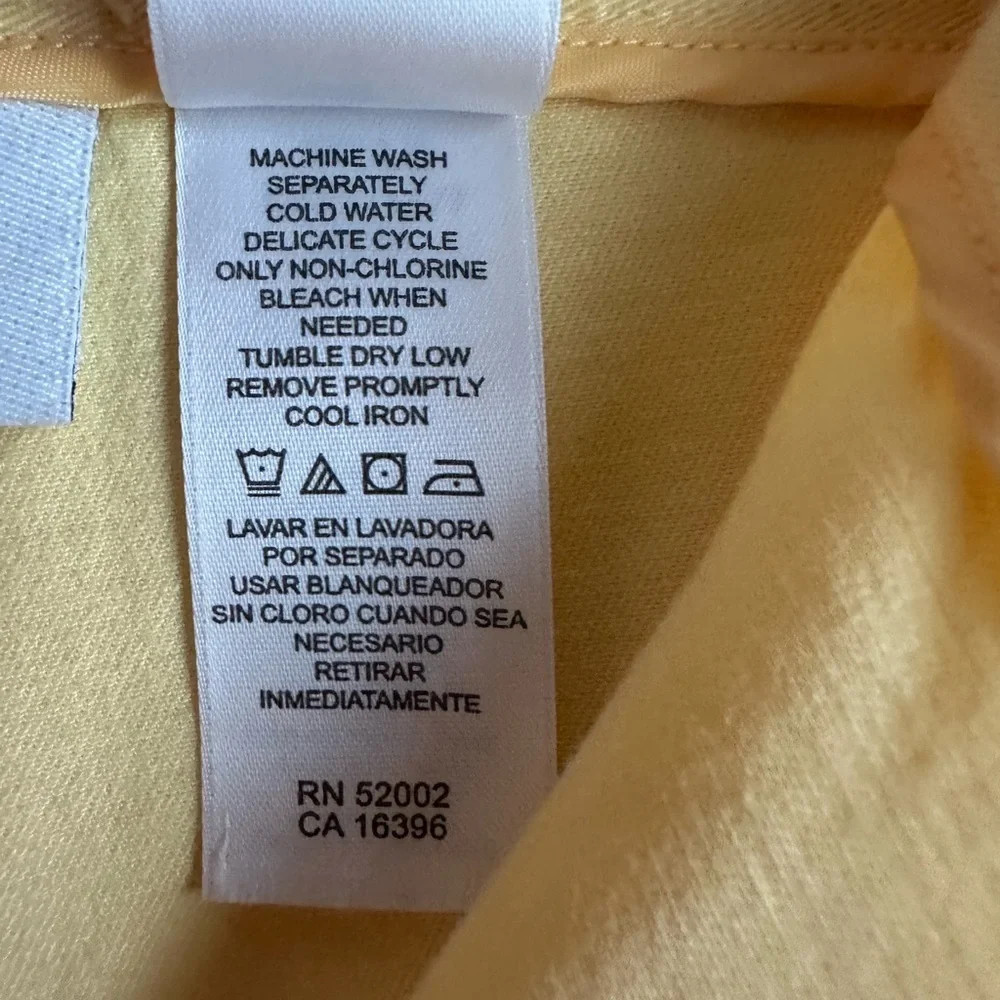 MACHINE WASH
SEPARATELY
COLD WATER
DELICATE CYCLE
ONLY NON-CHLORINE
BLEACH WHEN
NEEDED
TUMBLE DRY LOW
REMOVE PROMPTLY
COOL IRON
LAVAR EN LAVADORA
POR SEPARADO
USAR BLANQUEADOR
SIN CLORO CUANDO SEA
NECESARIO
RETIRAR
INMEDIATAMENTE
RN 52002
CA 16396